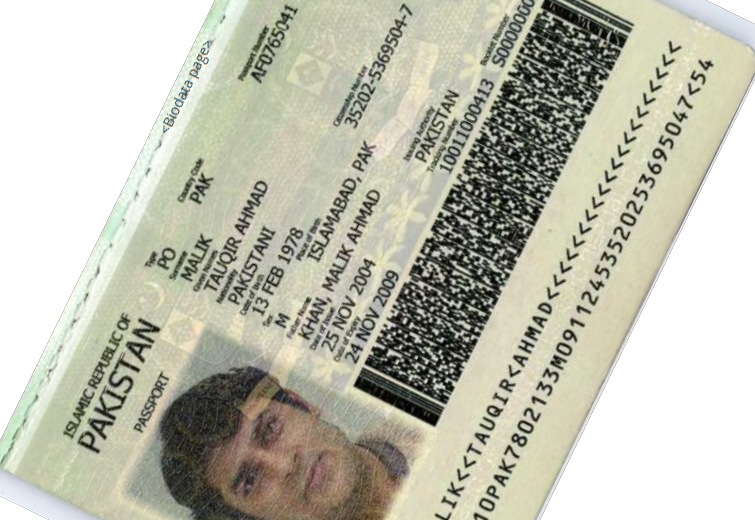 <Biodata page>
ISLAMIC REPUBLIC OF
PAKISTAN
PASSPORT
Type
PO
Country Code
PAK
Passport Number
AF0765041
Surname
MALIK
Given Names
TAUQIR AHMAD
Nationality
PAKISTANI
Citizenship Number
35202-5369504-7
Date of Birth
13 FEB 1978
Sex
M
Place of Birth
ISLAMABAD, PAK
Father Name
KHAN, MALIK AHMAD
Date of Issue
25 NOV 2004
Issuing Authority
PAKISTAN
Date of Expiry
24 NOV 2009
Tracking Number
10011000413
Booklet Number
S0000000
LIK<<TAUQIR<AHMAD<<<<<<<<<<<<<<<<<<<<<
10PAK7802133M09112453520253695047<54